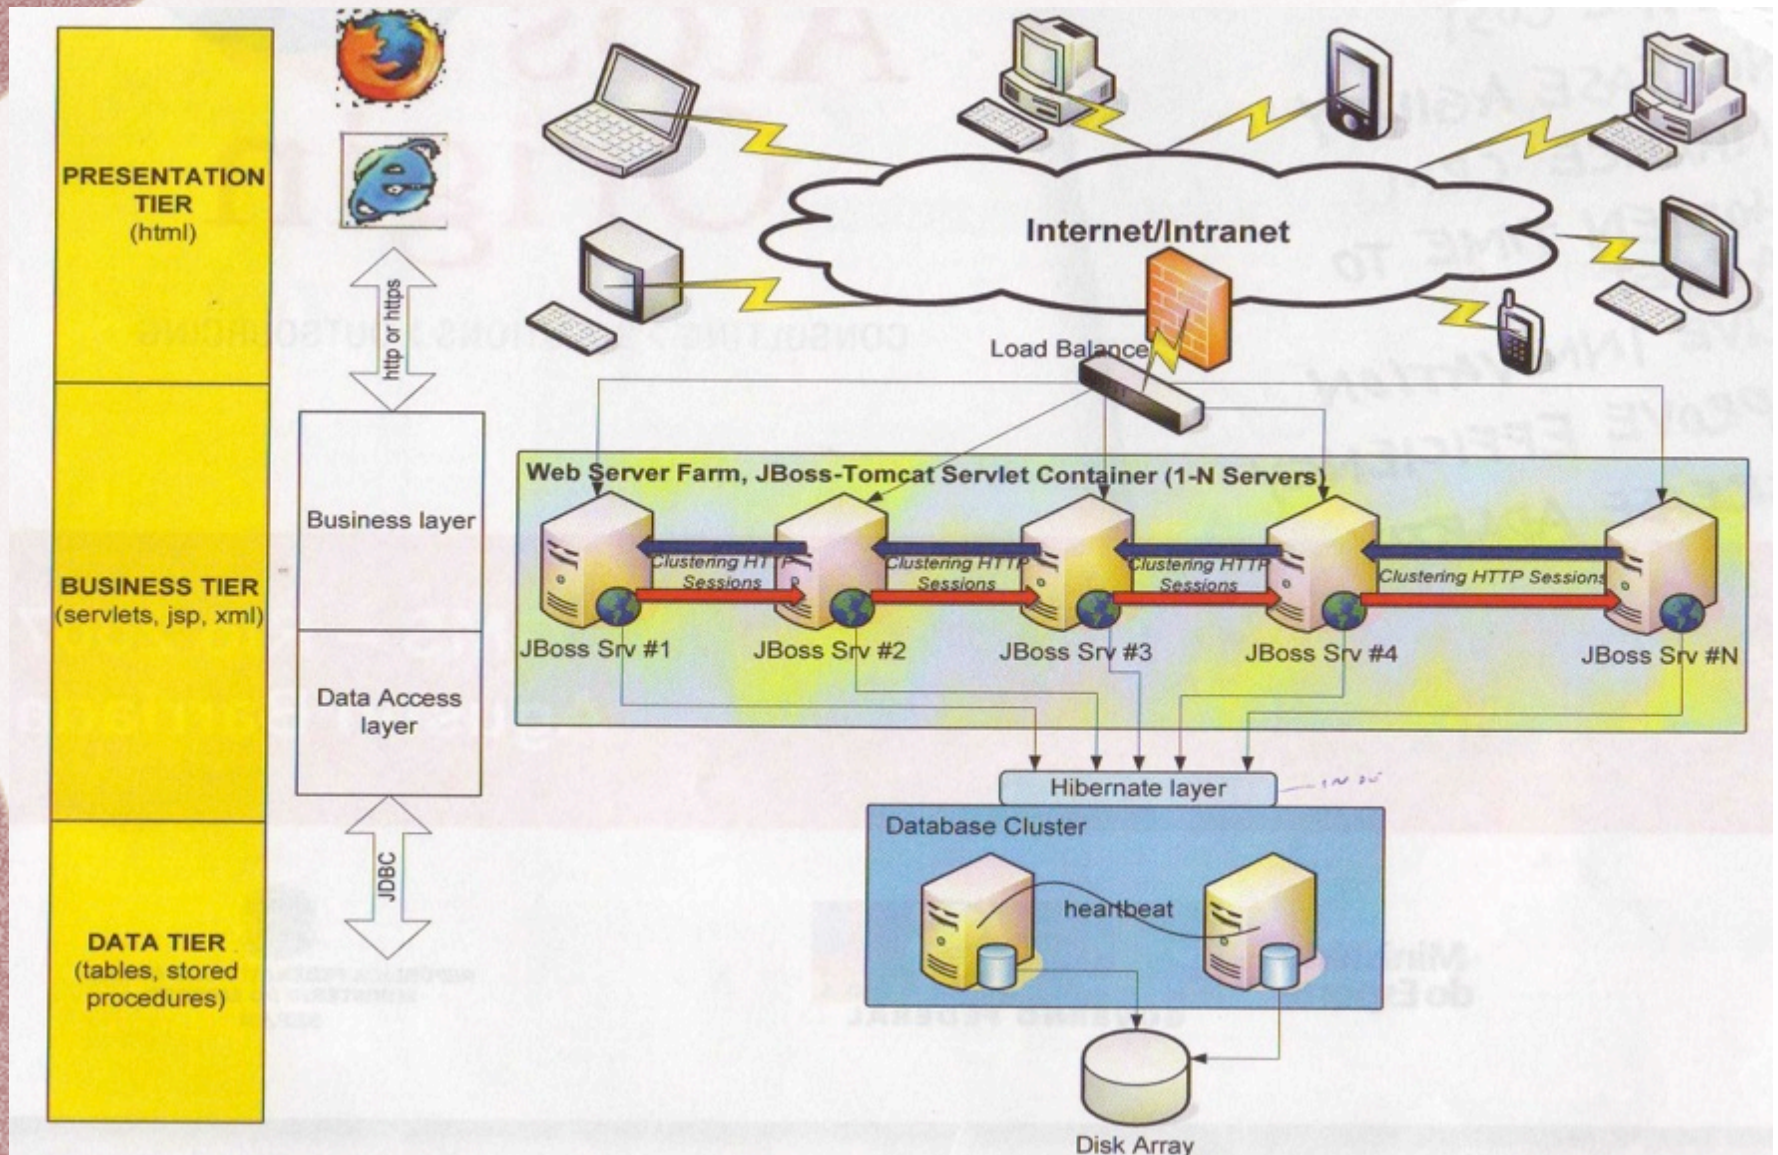 PRESENTATION
TIER
(html)
BUSINESS TIER
(servlets, jsp, xml)
DATA TIER
(tables, stored
procedures)
http or https
Business layer
Data Access
layer
JDBC
Internet/Intranet
Load Balance
Web Server Farm, JBoss-Tomcat Servlet Container (1-N Servers)
Clustering HTTP
Sessions
Clustering HTTP
Sessions
Clustering HTTP
Sessions
Clustering HTTP Sessions
JBoss Srv #1
JBoss Srv #2
JBoss Srv #3
JBoss Srv #4
JBoss Srv #N
Hibernate layer
Database Cluster
heartbeat
Disk Array
CONSULTING
GOVERNO FEDERAL